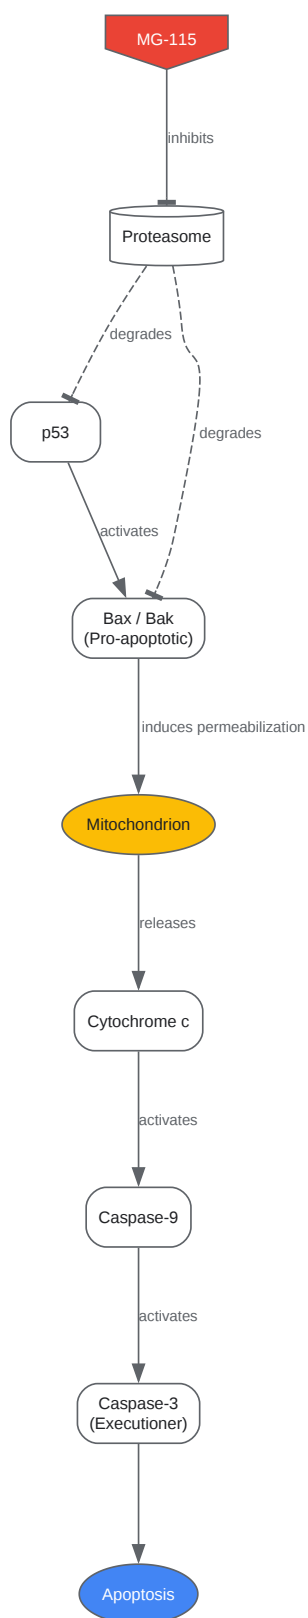 MG-115
inhibits
Proteasome
degrades
p53
degrades
activates
Bax / Bak
(Pro-apoptotic)
induces permeabilization
Mitochondrion
releases
Cytochrome c
activates
Caspase-9
activates
Caspase-3
(Executioner)
Apoptosis